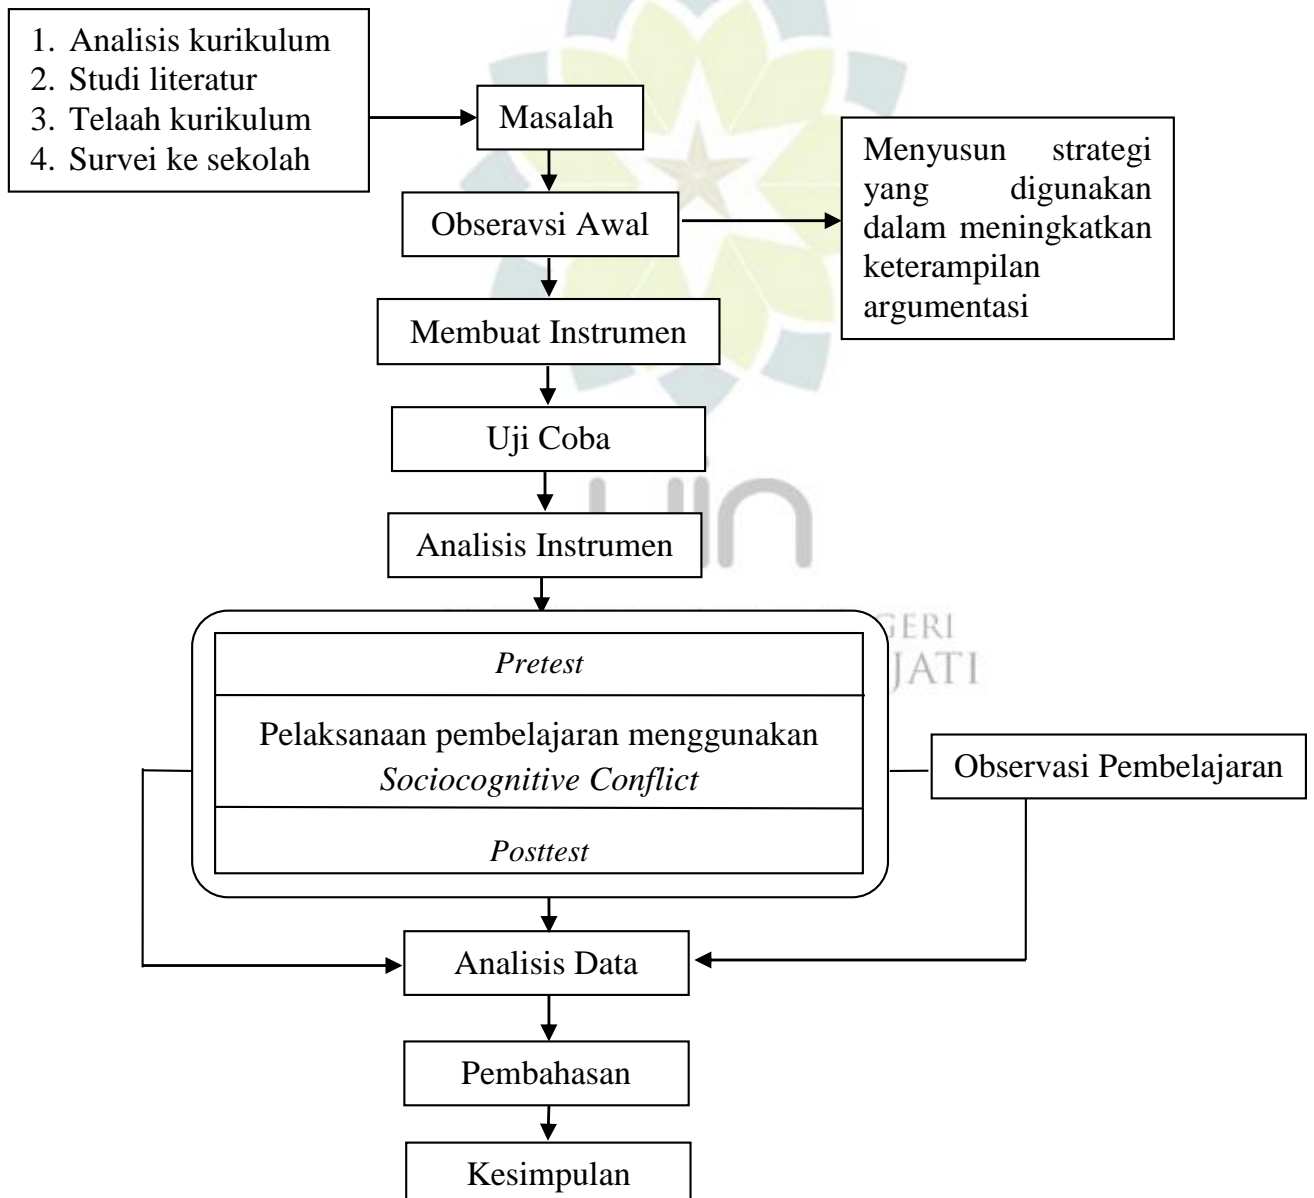 1. Analisis kurikulum
2. Studi literatur
3. Telaah kurikulum
4. Survei ke sekolah
Masalah
Obseravsi Awal
Menyusun strategi
yang digunakan
dalam meningkatkan
keterampilan
argumentasi
Membuat Instrumen
Uji Coba
uin
Analisis Instrumen
GERI
JATI
Pretest
Pelaksanaan pembelajaran menggunakan
Sociocognitive Conflict
Posttest
Observasi Pembelajaran
Analisis Data
Pembahasan
Kesimpulan